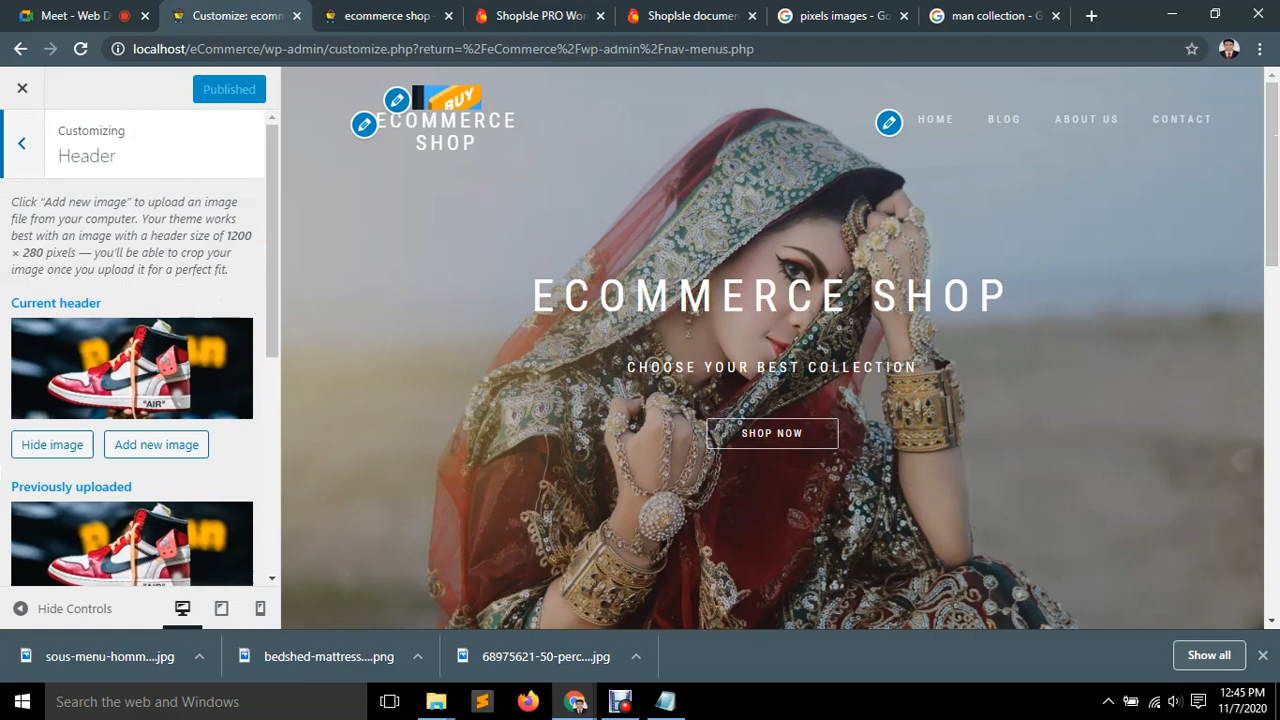 Meet - Web D
Customize: ecomm
ecommerce shop -
ShopIsle PRO Wor
ShopIsle documen
pixels images - Go
man collection - G
localhost/eCommerce/wp-admin/customize.php?return=%2FeCommerce%2Fwp-admin%2Fnav-menus.php
Published
Customizing
Header
Click “Add new image” to upload an image
file from your computer. Your theme works
best with an image with a header size of 1200
× 280 pixels — you'll be able to crop your
image once you upload it for a perfect fit.
Current header
"AIR"
Hide image
Add new image
Previously uploaded
"AIR"
Hide Controls
BUY
ECOMMERCE
SHOP
HOME
BLOG
ABOUT US
CONTACT
ECOMMERCE SHOP
CHOOSE YOUR BEST COLLECTION
SHOP NOW
sous-menu-homm....jpg
bedshed-mattress....png
68975621-50-perc....jpg
Show all
Search the web and Windows
12:45 PM
11/7/2020